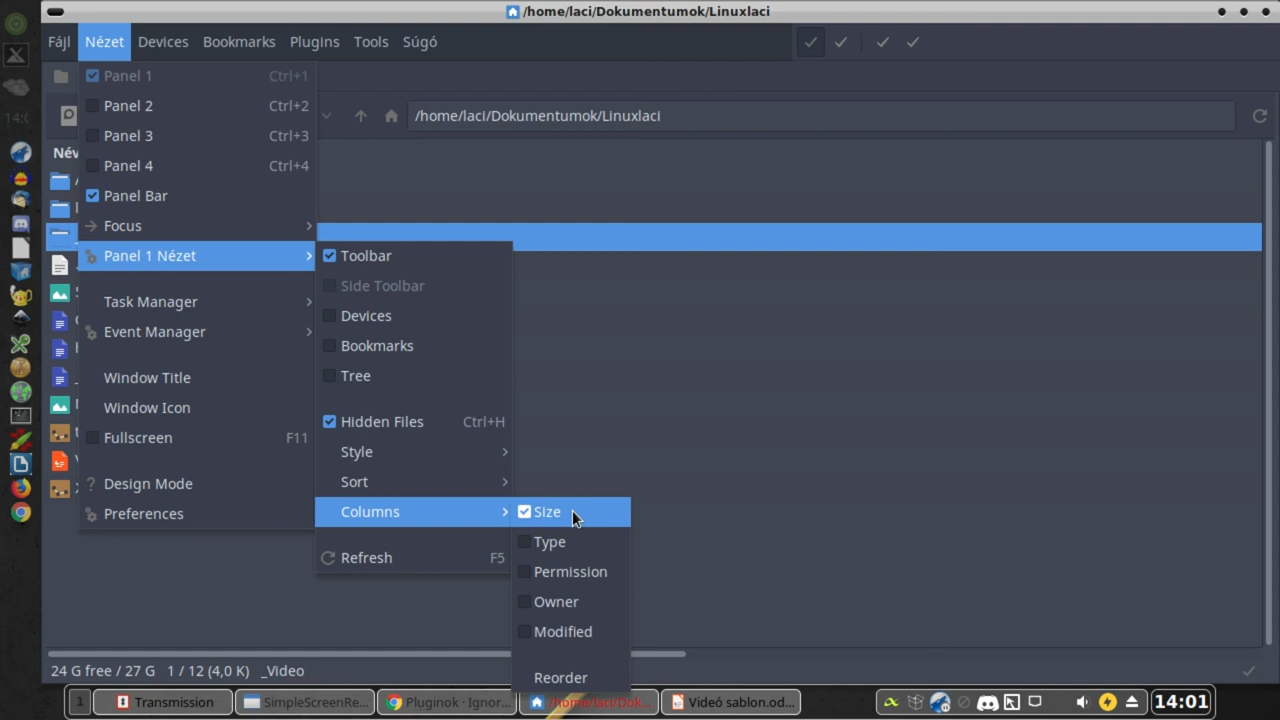 /home/laci/Dokumentumok/Linuxlaci
Fájl Nézet Devices Bookmarks Plugins Tools Súgó
Panel 1 Ctrl+1
Panel 2 Ctrl+2
/home/laci/Dokumentumok/Linuxlaci
Panel 3 Ctrl+3
Név
Panel 4 Ctrl+4
Panel Bar
Focus
Panel 1 Nézet
Toolbar
Side Toolbar
Task Manager
Devices
Event Manager
Bookmarks
Tree
Window Title
Window Icon
Hidden Files Ctrl+H
Fullscreen F11
Style
Sort
Design Mode
Preferences
Columns
Size
Type
Refresh F5
Permission
Owner
Modified
Reorder
24 G free / 27 G 1 / 12 (4,0 K) _Video
1 Transmission SimpleScreenRe... Pluginok - Ignor... /home/laci/Dok... Videó sablon.od... 14:01